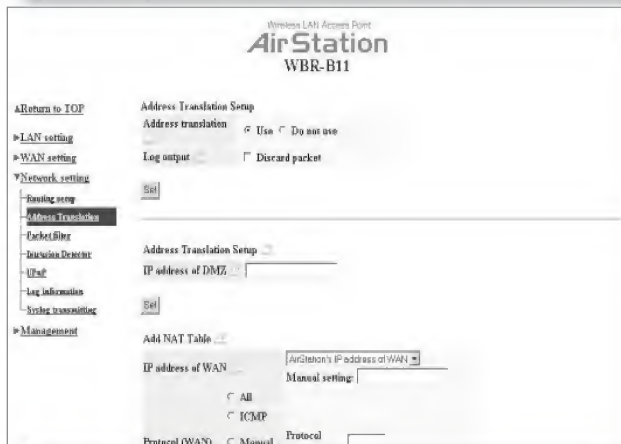 Wireless LAN Access Point
AirStation
WBR-B11
Return to TOP
LAN setting
WAN setting
Network setting
Routing setup
Address Translation
Packet filter
Intrusion Detector
UPnP
Log information
Syslog transmitting
Management
Address Translation Setup
Address translation Use Do not use
Log output Discard packet
Set
Address Translation Setup
IP address of DMZ
Set
Add NAT Table
IP address of WAN AirStation's IP address of WAN
Manual setting:
All
ICMP
Protocol (WAN) Manual Protocol